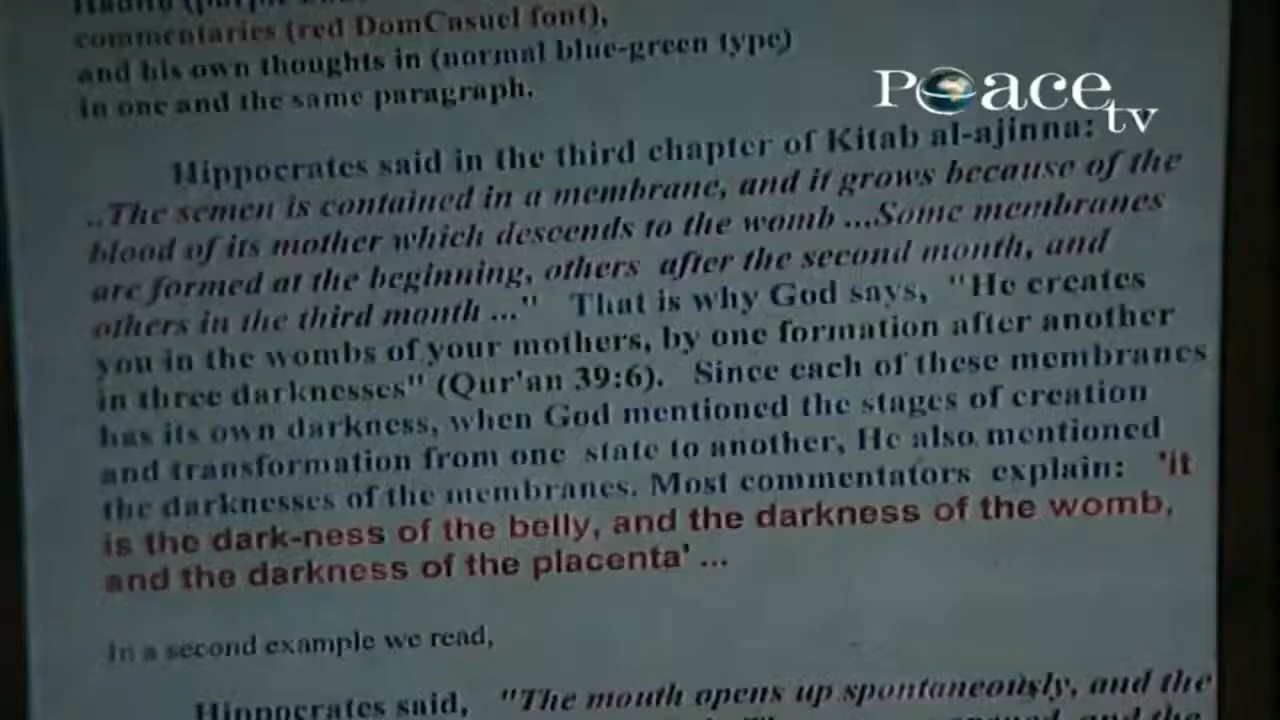 commentaries (red DomCasuel font),
and his own thoughts in (normal blue-green type)
in one and the same paragraph.
Peace tv
Hippocrates said in the third chapter of Kitab al-ajinna:
..The semen is contained in a membrane, and it grows because of the
blood of its mother which descends to the womb ...Some membranes
are formed at the beginning, others after the second month, and
others in the third month ..." That is why God says, "He creates
you in the wombs of your mothers, by one formation after another
in three darknesses" (Qur'an 39:6). Since each of these membranes
has its own darkness, when God mentioned the stages of creation
and transformation from one state to another, He also mentioned
the darknesses of the membranes. Most commentators explain: 'it
is the dark-ness of the belly, and the darkness of the womb,
and the darkness of the placenta' ...
In a second example we read,
Hippocrates said, "The mouth opens up spontaneously, and the